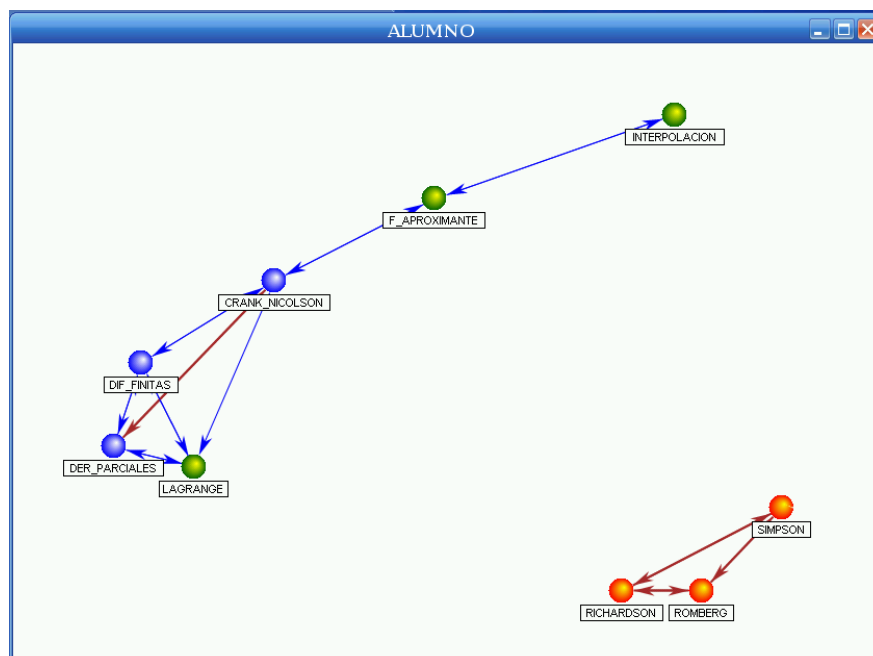 ALUMNO
INTERPOLACION
F_APROXIMANTE
CRANK_NICOLSON
DIF_FINITAS
DER_PARCIALES
LAGRANGE
SIMPSON
RICHARDSON
ROMBERG